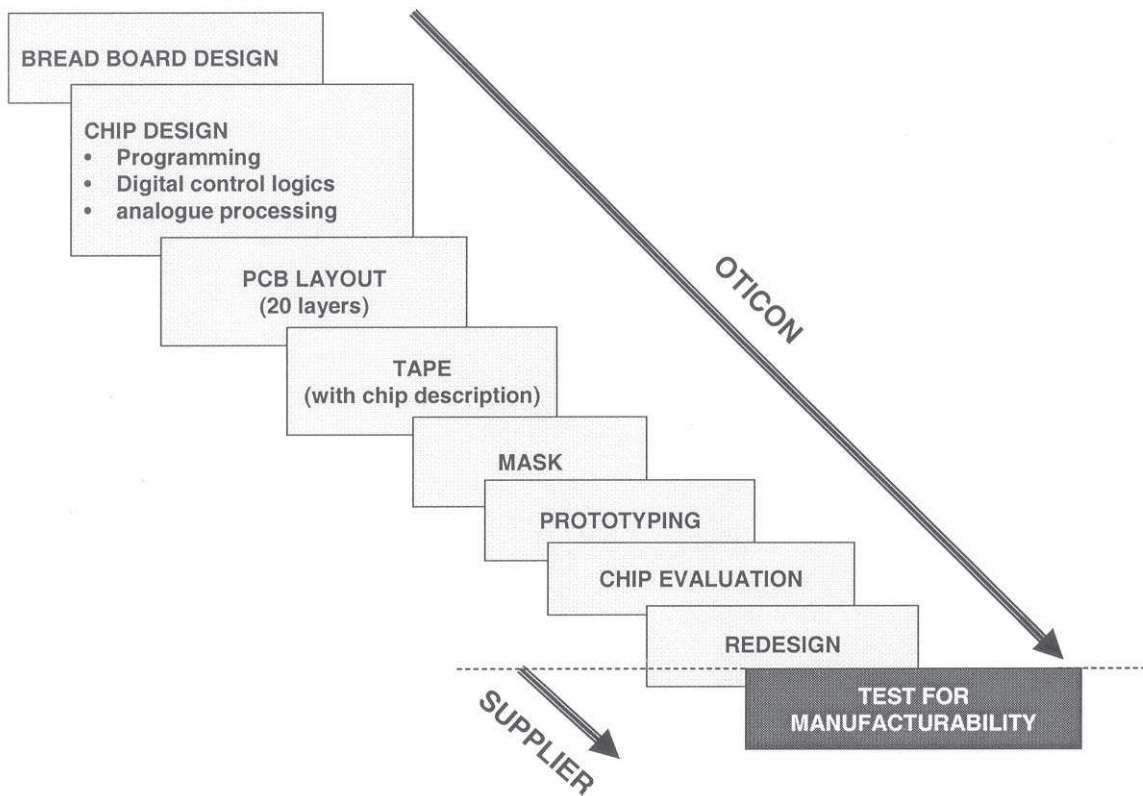 BREAD BOARD DESIGN
CHIP DESIGN
• Programming
• Digital control logics
• analogue processing
PCB LAYOUT
(20 layers)
TAPE
(with chip description)
MASK
PROTOTYPING
CHIP EVALUATION
REDESIGN
TEST FOR
MANUFACTURABILITY
OTICON
SUPPLIER